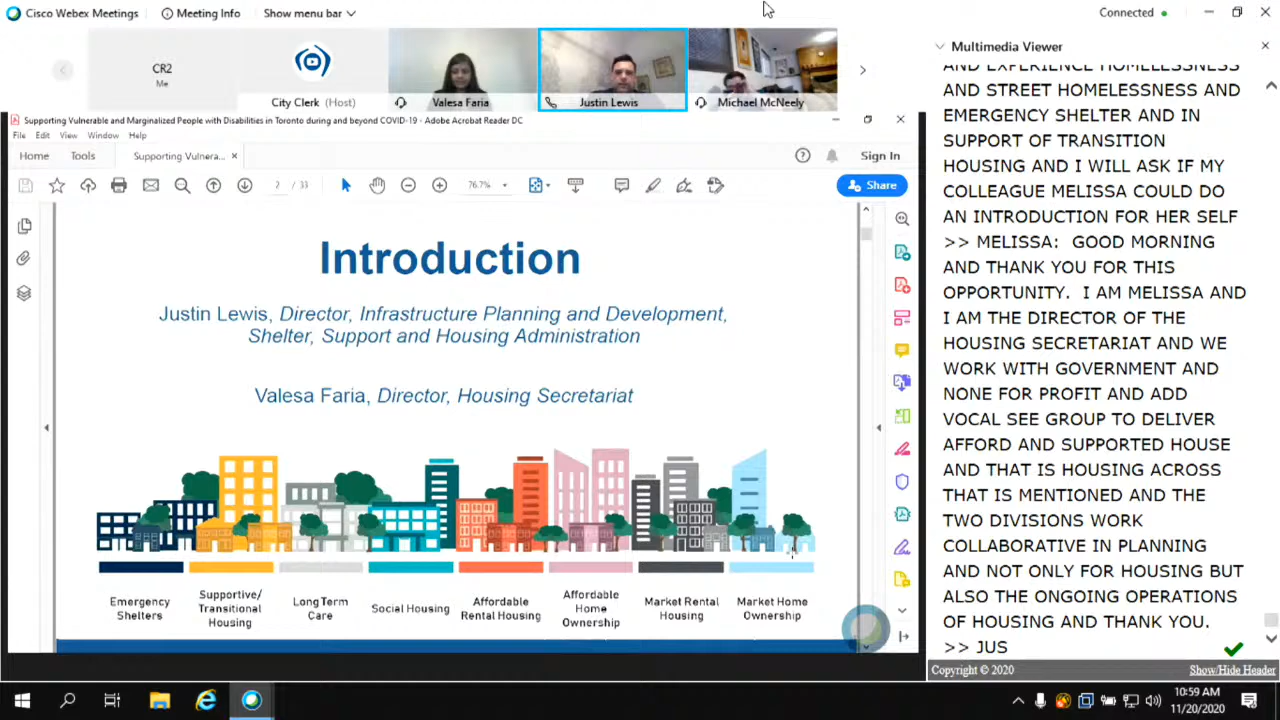 Cisco Webex Meetings
Meeting Info
Show menu bar
Connected
CR2
Me
City Clerk (Host)
Valesa Faria
Justin Lewis
Michael McNeely
Supporting Vulnerable and Marginalized People with Disabilities in Toronto during and beyond COVID-19 - Adobe Acrobat Reader DC
File Edit View Window Help
Home Tools Supporting Vulnera...
Sign In
2 / 33
76.7%
Share
Introduction
Justin Lewis, Director, Infrastructure Planning and Development,
Shelter, Support and Housing Administration
Valesa Faria, Director, Housing Secretariat
Emergency
Shelters
Supportive/
Transitional
Housing
Long Term
Care
Social Housing
Affordable
Rental Housing
Affordable
Home
Ownership
Market Rental
Housing
Market Home
Ownership
Multimedia Viewer
AND EXPERIENCE HOMELESSNESS
AND STREET HOMELESSNESS AND
EMERGENCY SHELTER AND IN
SUPPORT OF TRANSITION
HOUSING AND I WILL ASK IF MY
COLLEAGUE MELISSA COULD DO
AN INTRODUCTION FOR HER SELF
>> MELISSA: GOOD MORNING
AND THANK YOU FOR THIS
OPPORTUNITY. I AM MELISSA AND
I AM THE DIRECTOR OF THE
HOUSING SECRETARIAT AND WE
WORK WITH GOVERNMENT AND
NONE FOR PROFIT AND ADD
VOCAL SEE GROUP TO DELIVER
AFFORD AND SUPPORTED HOUSE
AND THAT IS HOUSING ACROSS
THAT IS MENTIONED AND THE
TWO DIVISIONS WORK
COLLABORATIVE IN PLANNING
AND NOT ONLY FOR HOUSING BUT
ALSO THE ONGOING OPERATIONS
OF HOUSING AND THANK YOU.
>> JUS
Copyright © 2020
Show/Hide Header
10:59 AM
11/20/2020